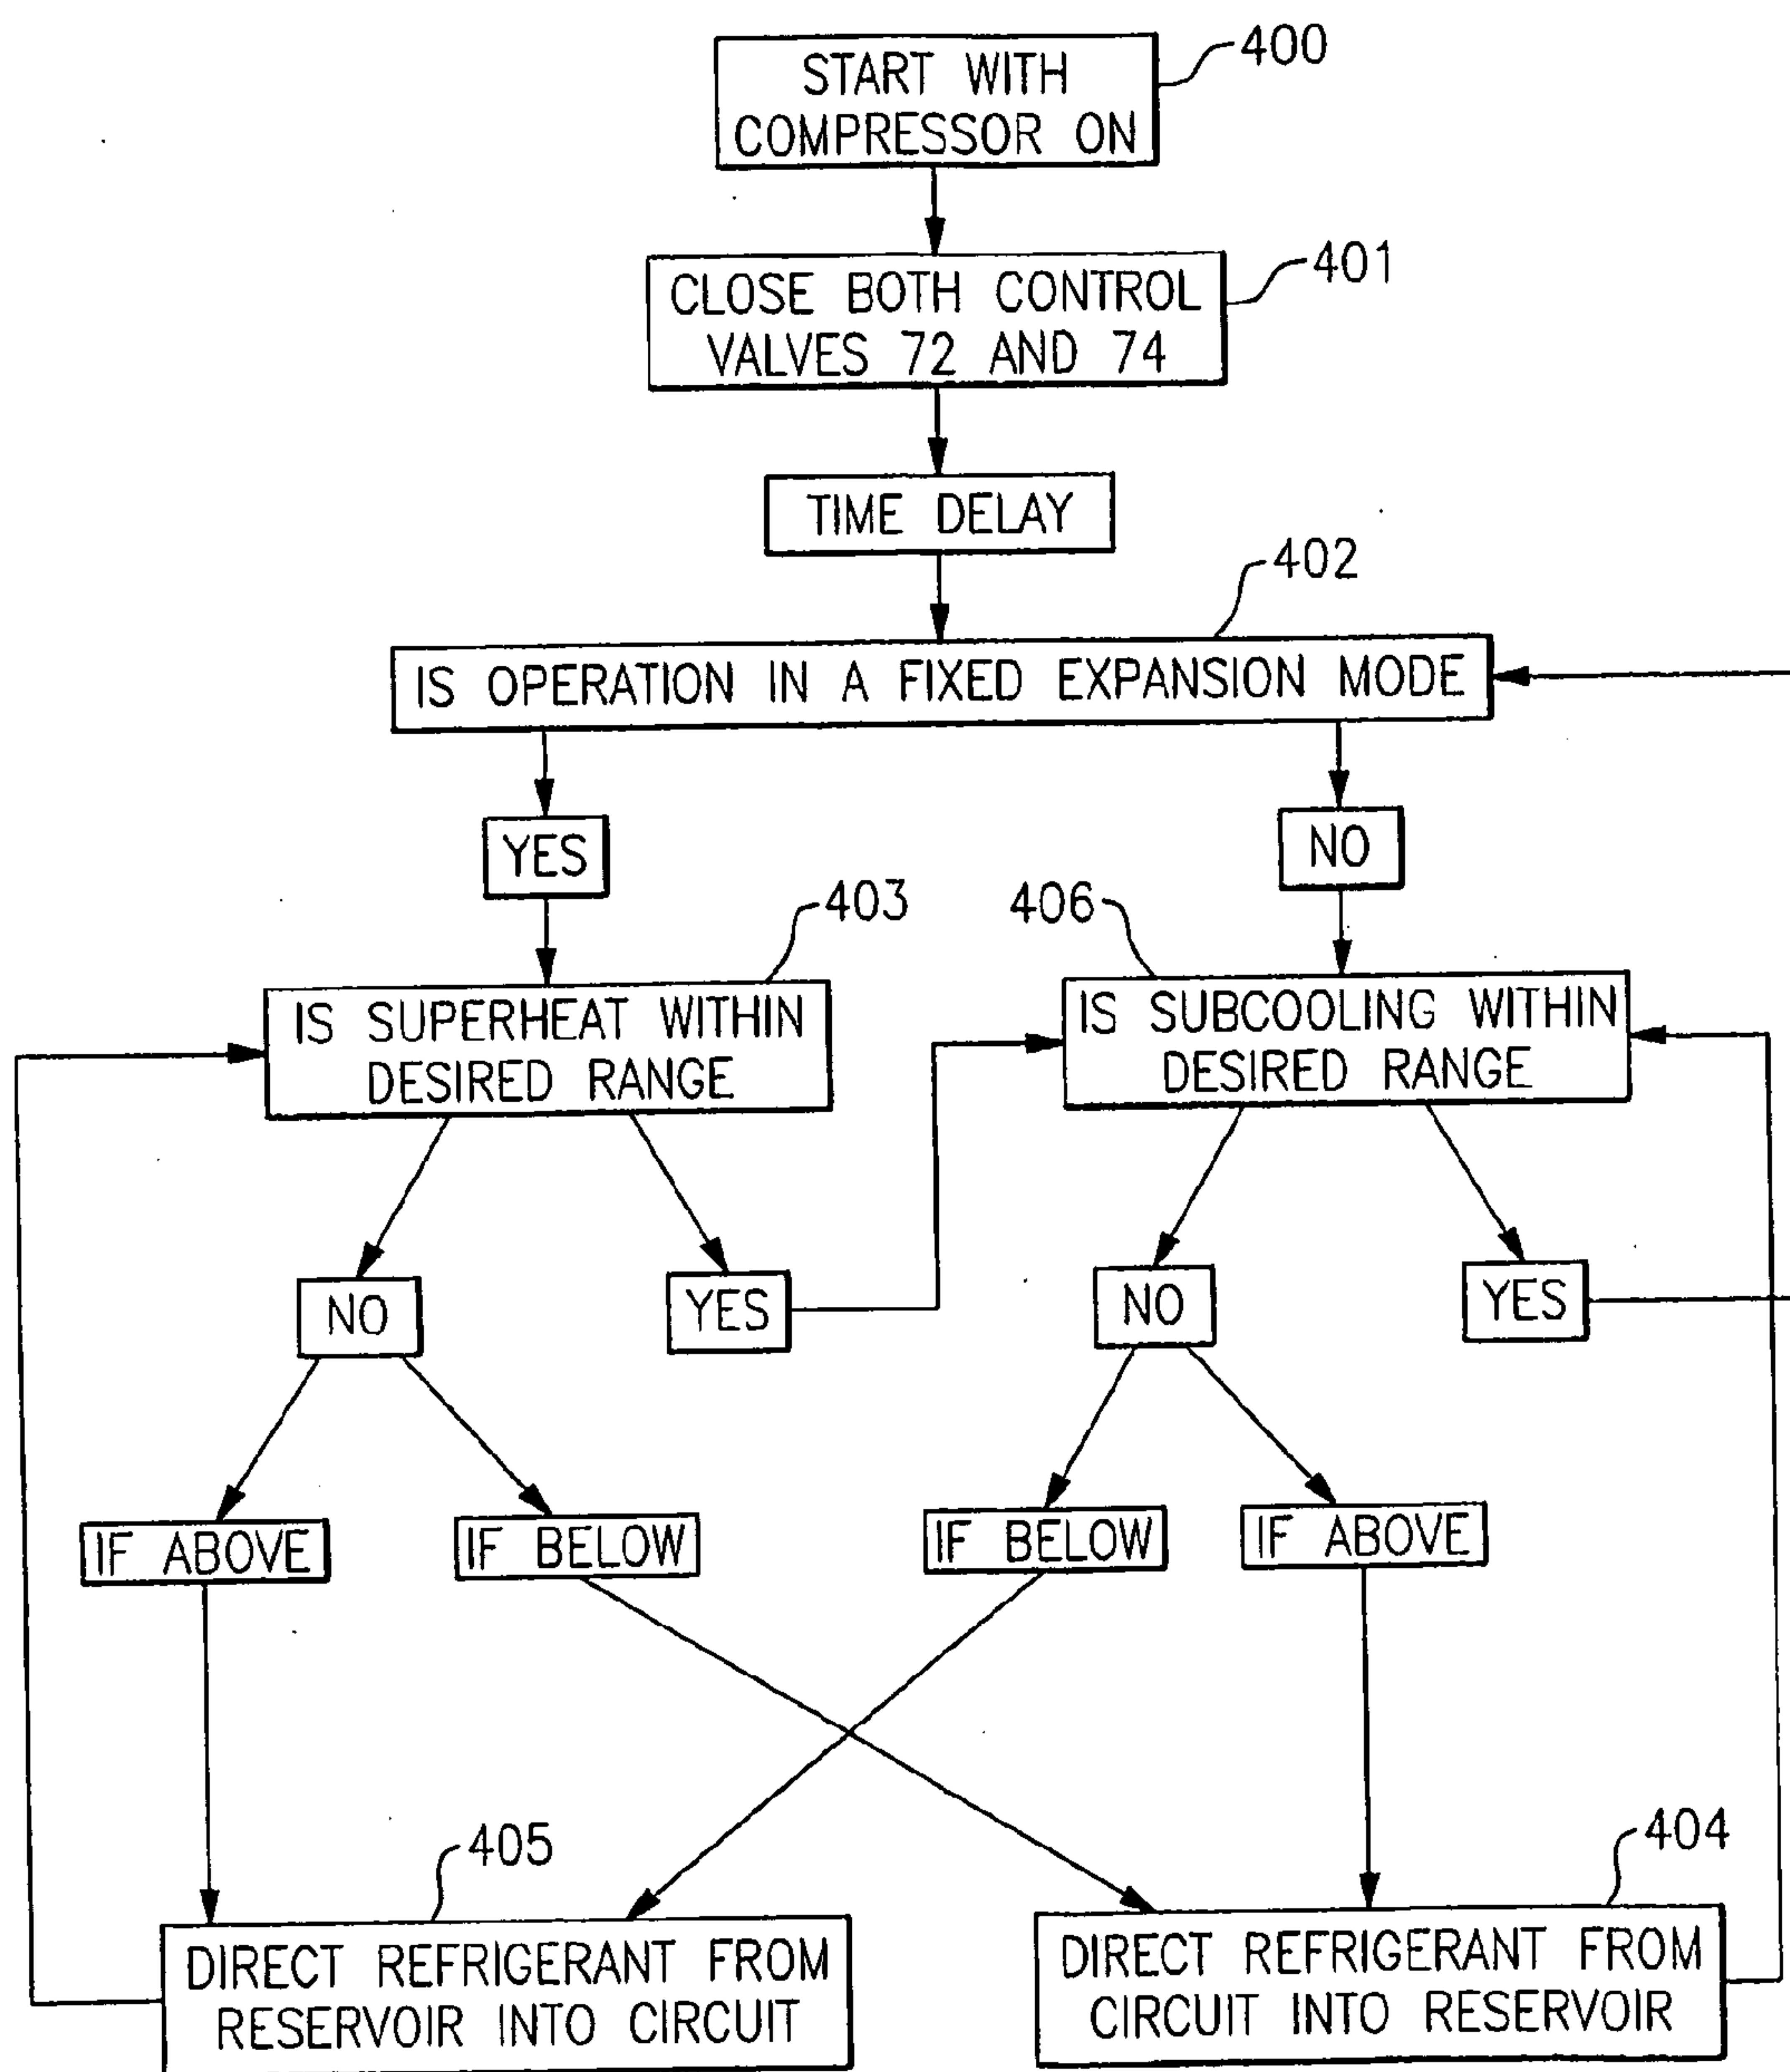 START WITH
COMPRESSOR ON
400
CLOSE BOTH CONTROL
VALVES 72 AND 74
401
TIME DELAY
402
IS OPERATION IN A FIXED EXPANSION MODE
YES
NO
403
406
IS SUPERHEAT WITHIN
DESIRED RANGE
IS SUBCOOLING WITHIN
DESIRED RANGE
NO
YES
NO
YES
IF ABOVE
IF BELOW
IF BELOW
IF ABOVE
405
404
DIRECT REFRIGERANT FROM
RESERVOIR INTO CIRCUIT
DIRECT REFRIGERANT FROM
CIRCUIT INTO RESERVOIR